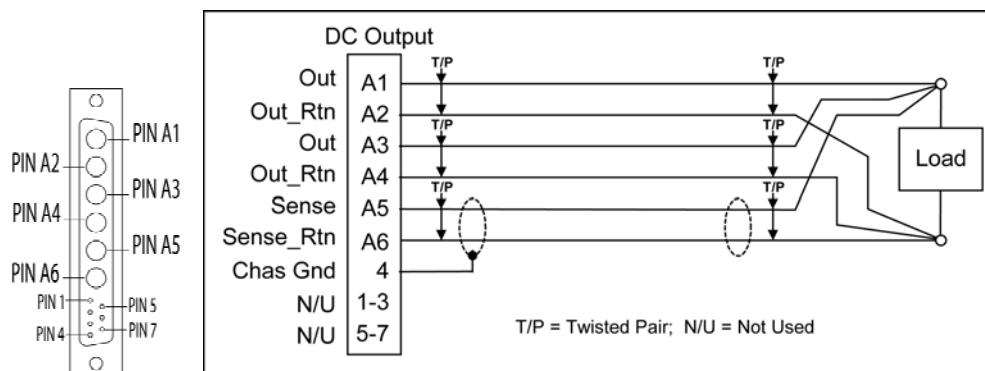 PIN A1
PIN A2
PIN A3
PIN A4
PIN A5
PIN A6
PIN 1
PIN 5
PIN 4
PIN 7
DC Output
T/P T/P
Out A1
Out_Rtn A2
T/P T/P
Out A3
Out_Rtn A4
T/P T/P
Sense A5
Sense_Rtn A6
Chas Gnd 4
N/U 1-3
N/U 5-7
Load
T/P = Twisted Pair; N/U = Not Used